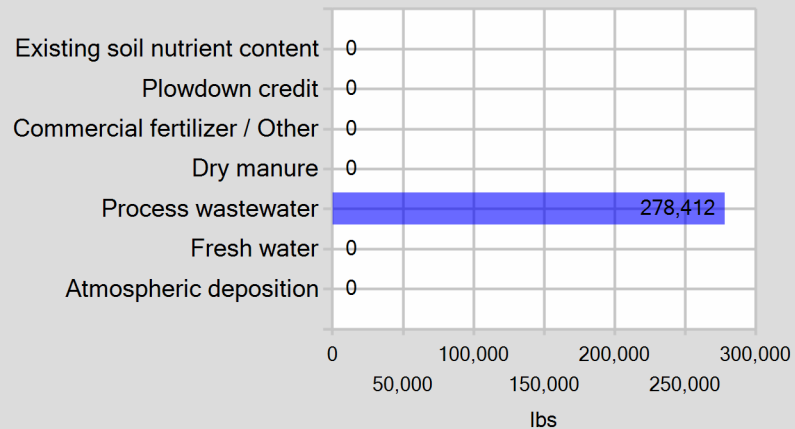 Existing soil nutrient content 0
Plowdown credit 0
Commercial fertilizer / Other 0
Dry manure 0
Process wastewater 278,412
Fresh water 0
Atmospheric deposition 0
0 100,000 200,000 300,000
50,000 150,000 250,000
lbs